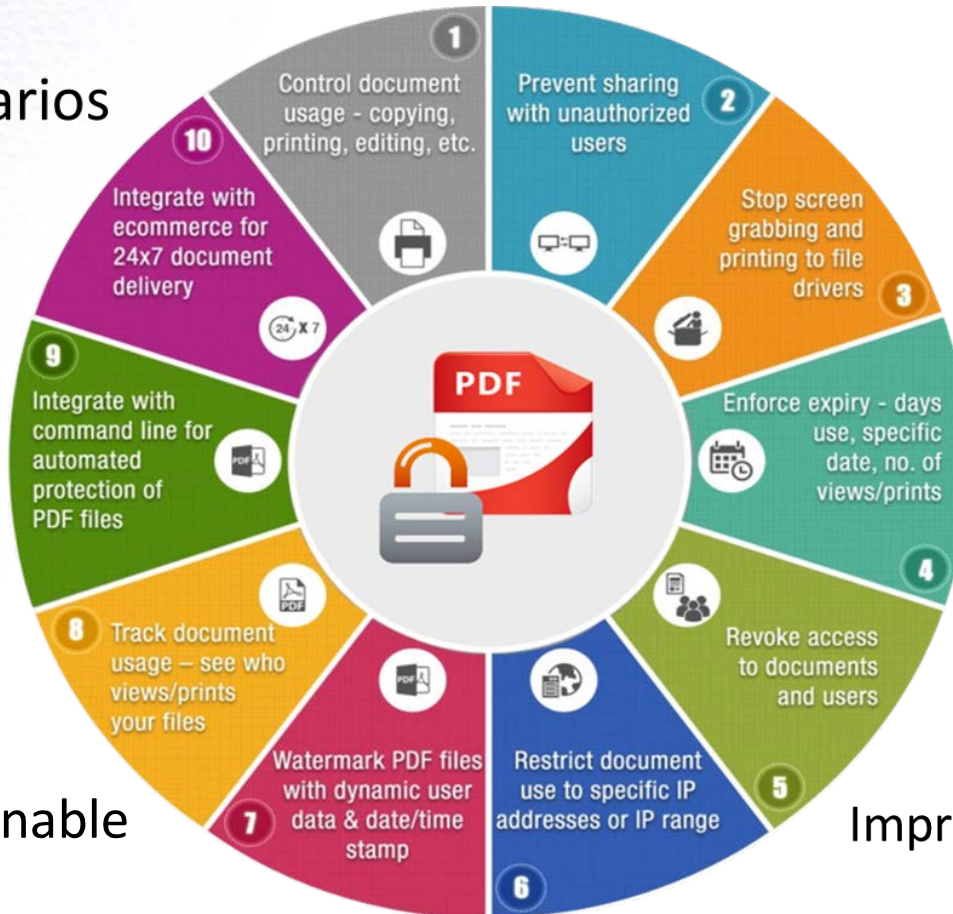 arios
1
Control document
usage - copying,
printing, editing, etc.
Prevent sharing
with unauthorized
users
2
Stop screen
grabbing and
printing to file
drivers
3
Enforce expiry - days
use, specific
date, no. of
views/prints
4
Revoke access
to documents
and users
5
Restrict document
use to specific IP
addresses or IP range
6
Watermark PDF files
with dynamic user
data & date/time
stamp
7
8
Track document
usage – see who
views/prints
your files
9
Integrate with
command line for
automated
protection of
PDF files
10
Integrate with
ecommerce for
24x7 document
delivery
24 X 7
PDF
PDF
PDF
PDF
nable
Impr